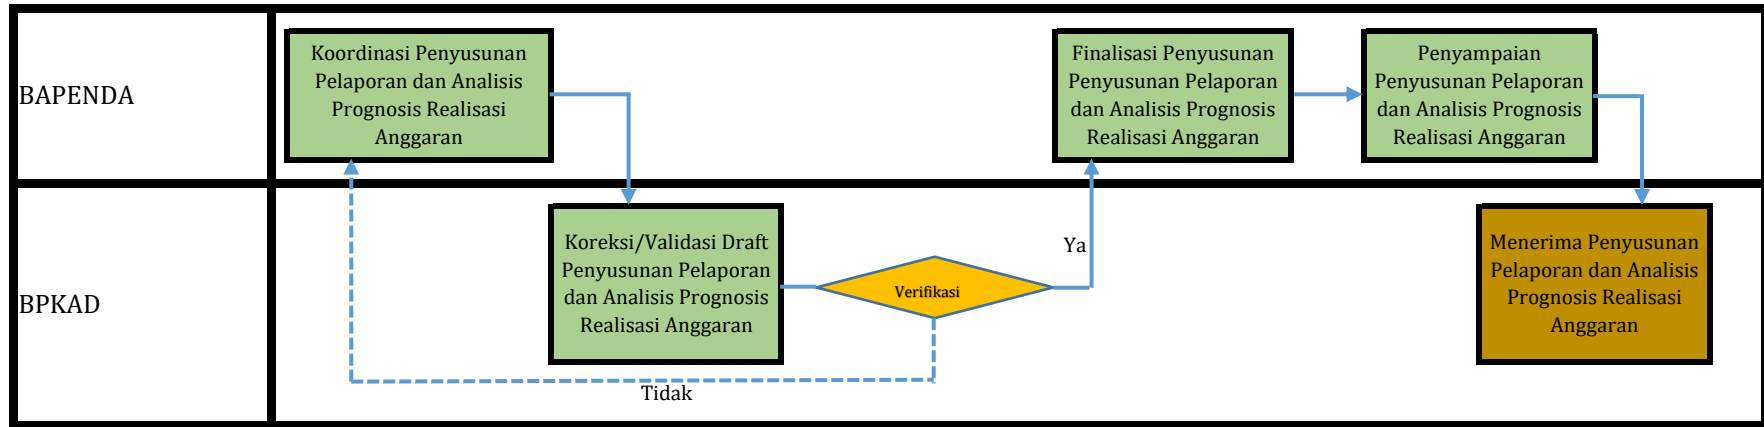 BAPENDA
Koordinasi Penyusunan
Pelaporan dan Analisis
Prognosis Realisasi
Anggaran
Finalisasi Penyusunan
Penyusunan Pelaporan
dan Analisis Prognosis
Realisasi Anggaran
Penyampaian
Penyusunan Pelaporan
dan Analisis Prognosis
Realisasi Anggaran
BPKAD
Koreksi/Validasi Draft
Penyusunan Pelaporan
dan Analisis Prognosis
Realisasi Anggaran
Verifikasi
Ya
Tidak
Menerima Penyusunan
Pelaporan dan Analisis
Prognosis Realisasi
Anggaran